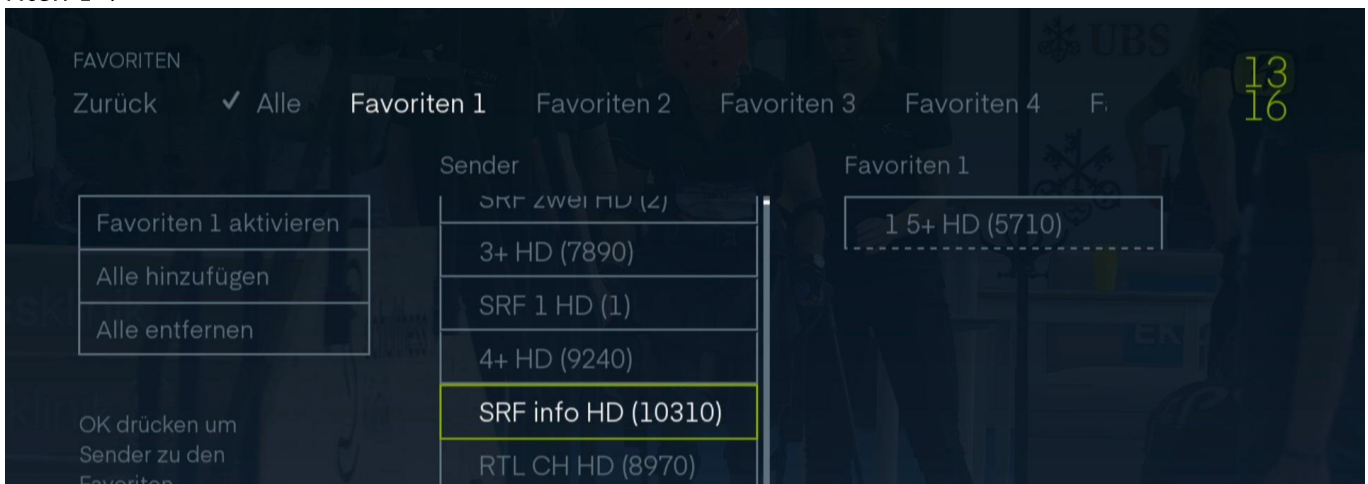 FAVORITEN
Zurück ✓ Alle Favoriten 1 Favoriten 2 Favoriten 3 Favoriten 4 F
13
16
Sender
Favoriten 1
Favoriten 1 aktivieren
Alle hinzufügen
Alle entfernen
OK drücken um
Sender zu den
Favoriten
SRF zwei HD (2)
3+ HD (7890)
SRF 1 HD (1)
4+ HD (9240)
SRF info HD (10310)
RTL CH HD (8970)
1 5+ HD (5710)
UBS